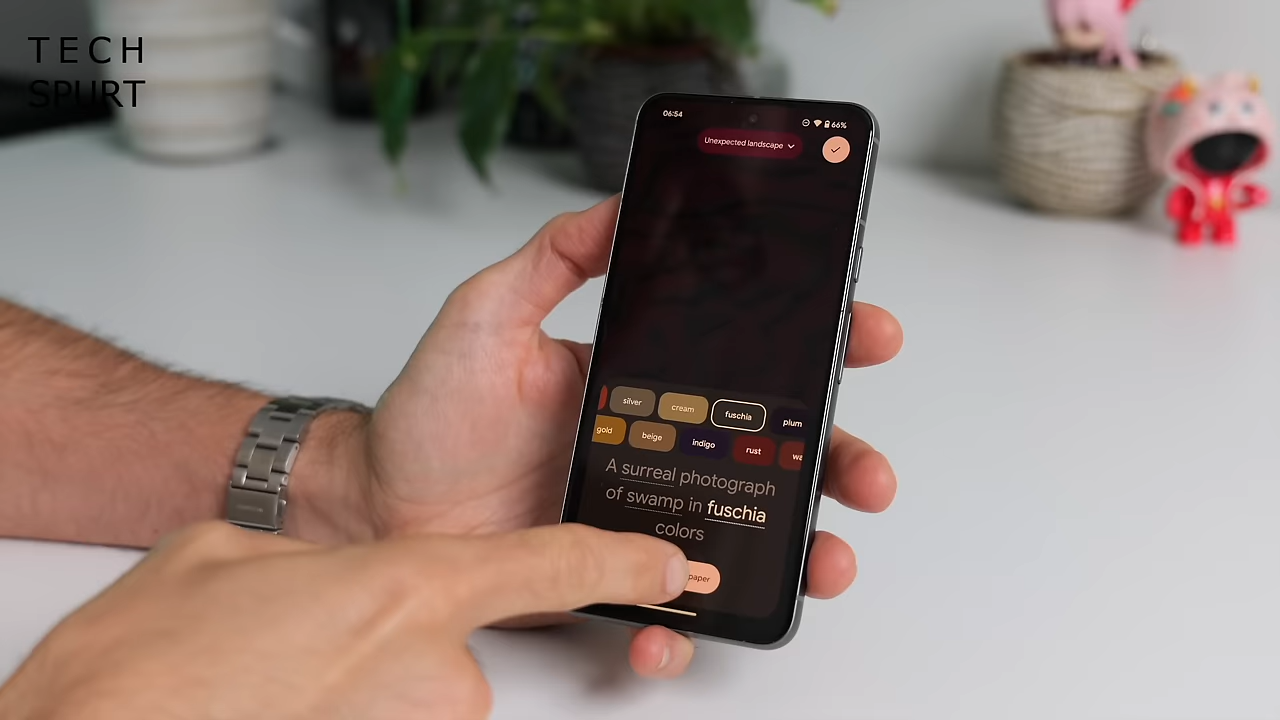 TECH
SPURT
06:54
66%
Unexpected landscape
silver
cream
fuschia
plum
gold
beige
indigo
rust
wa
A surreal photograph
of swamp in fuschia
colors
paper